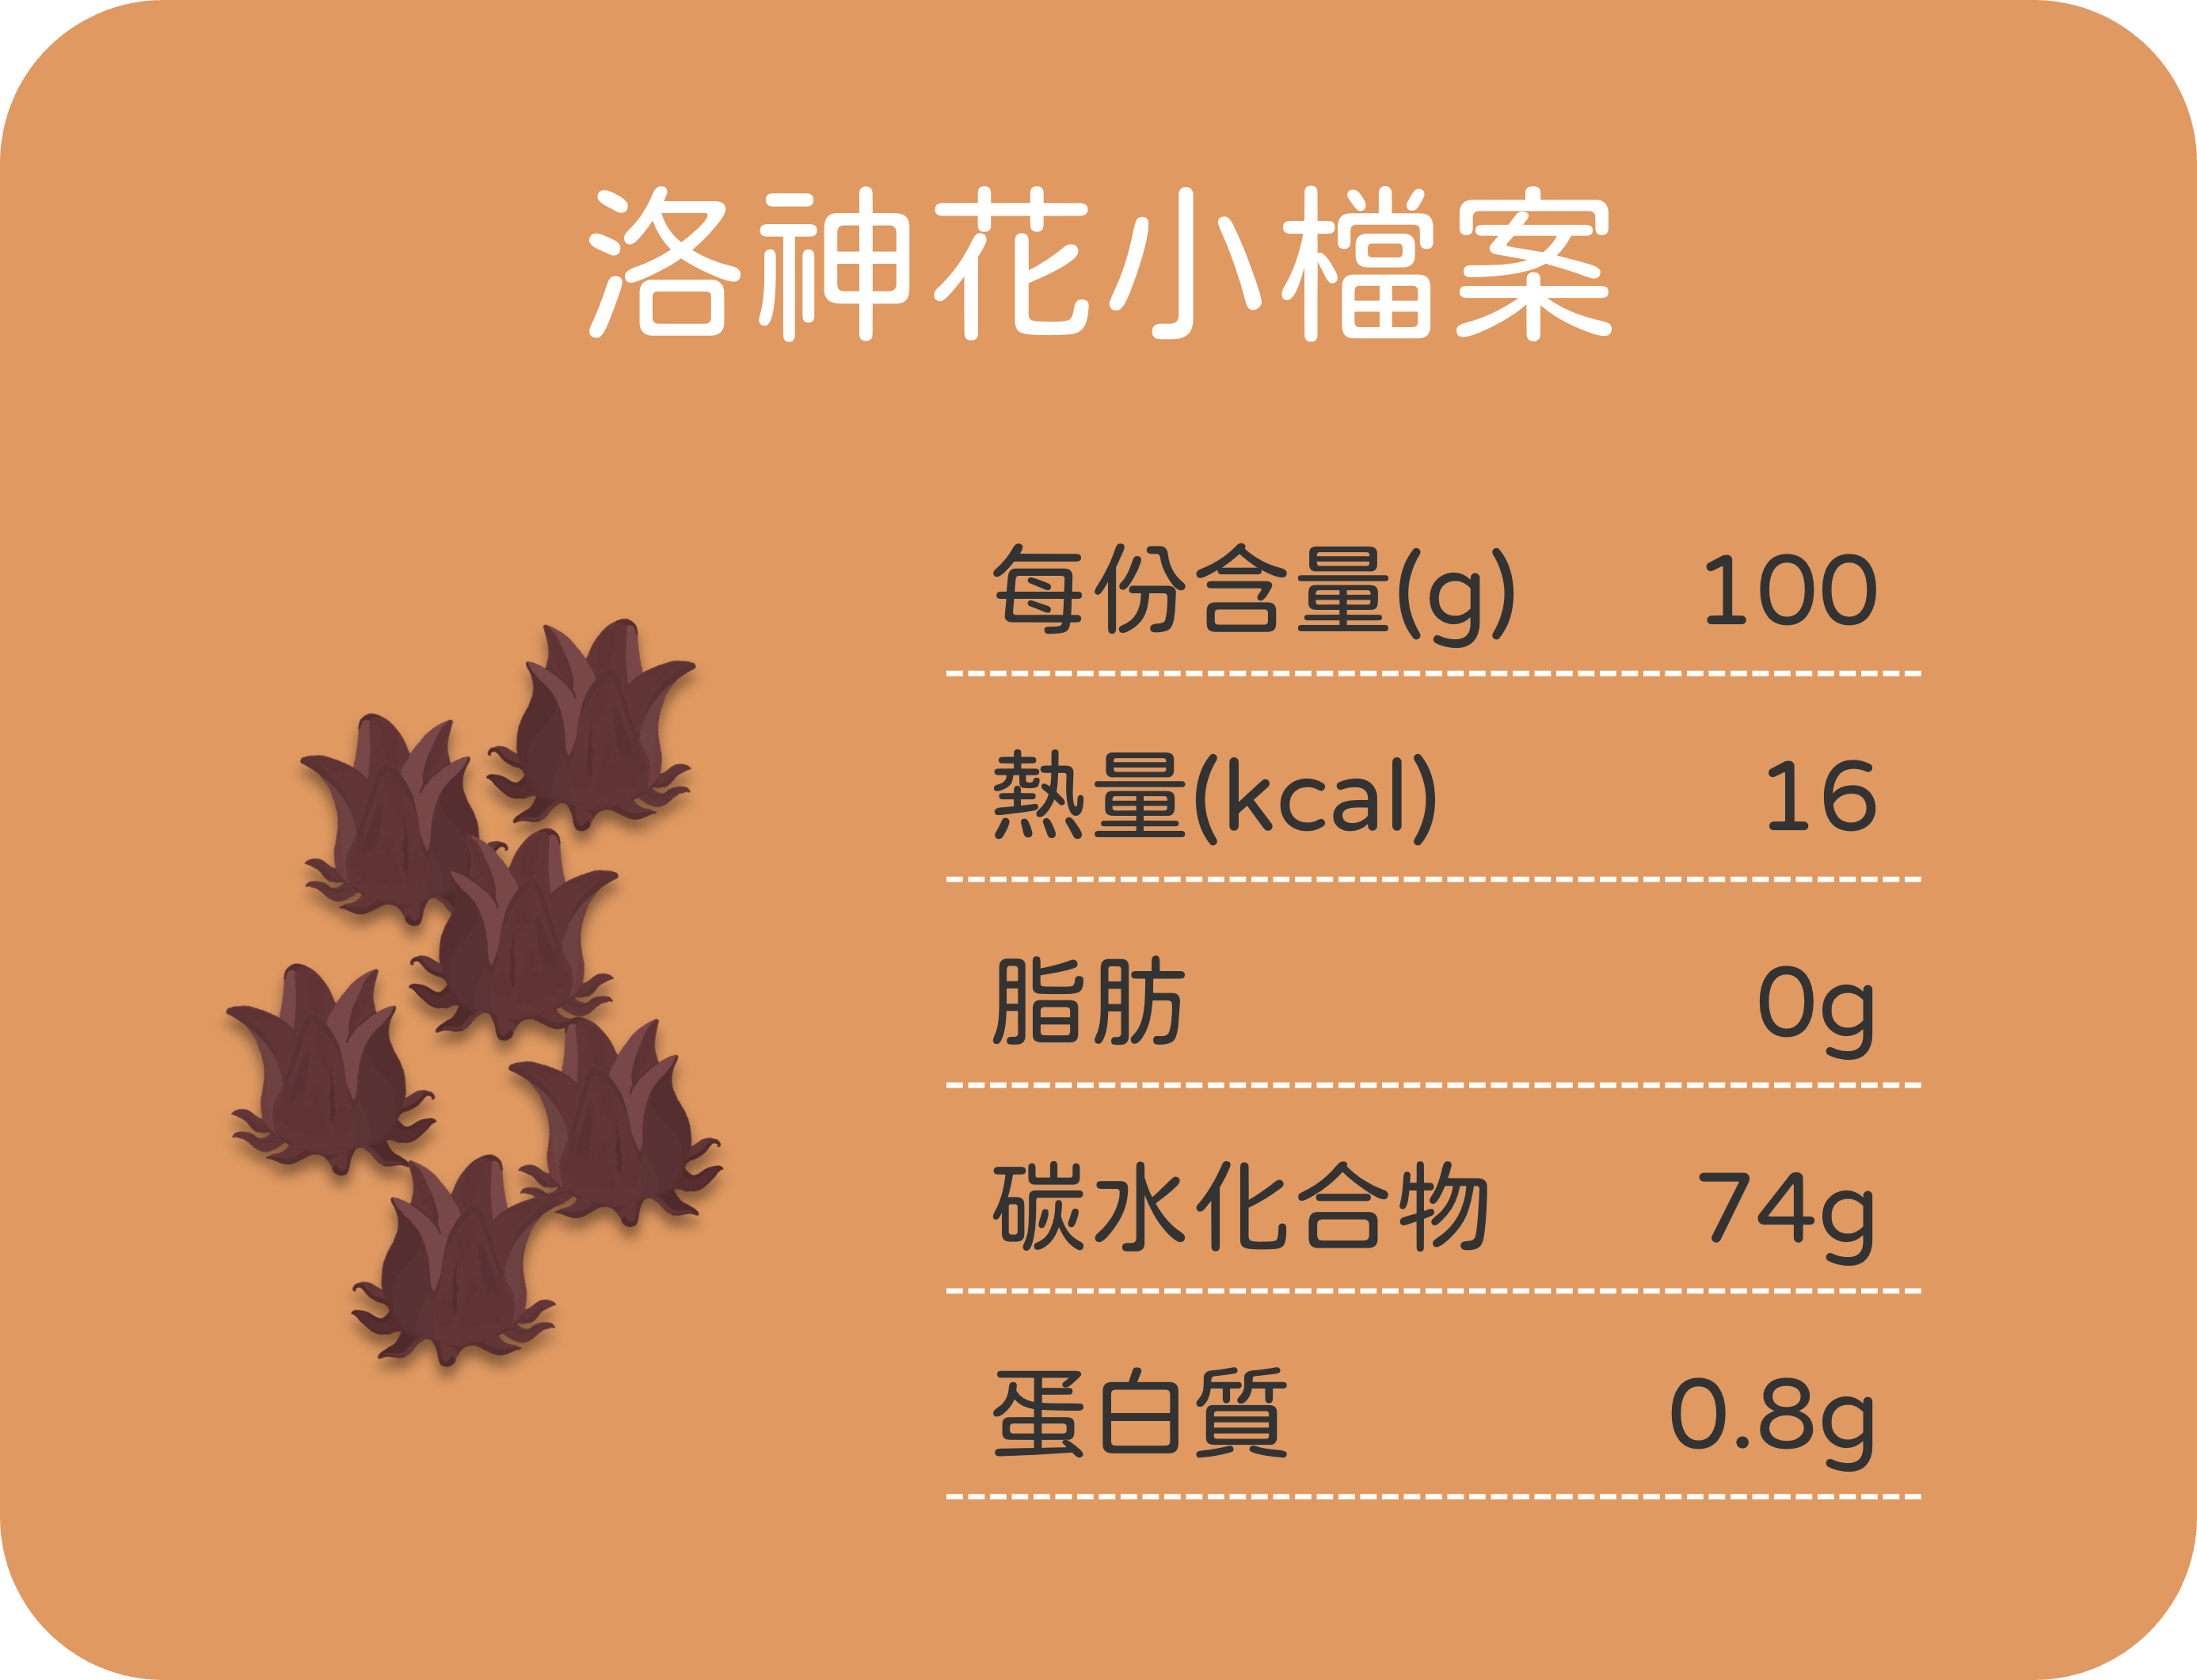 洛神花小檔案
每份含量(g) 100
熱量(kcal) 16
脂肪 0g
碳水化合物 74g
蛋白質 0.8g